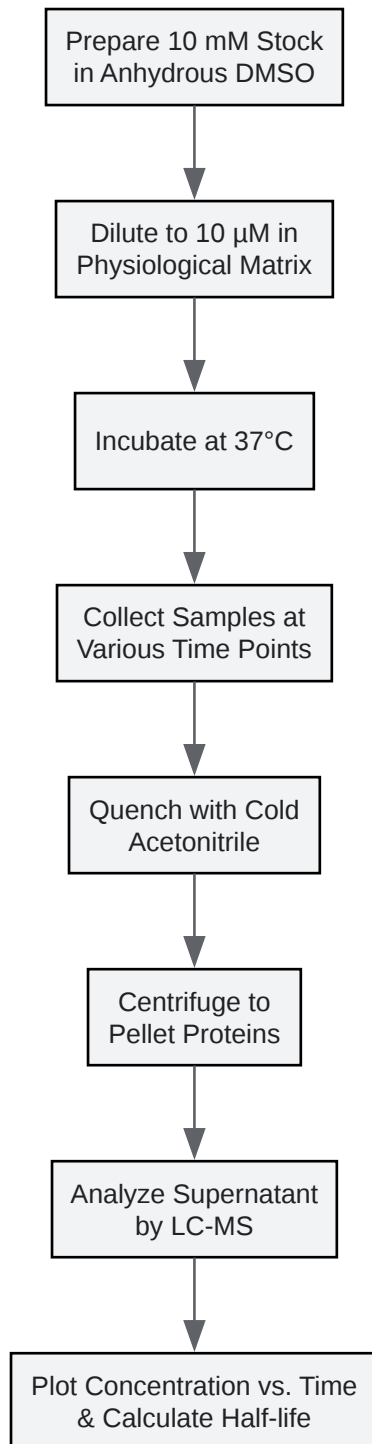 Prepare 10 mM Stock
in Anhydrous DMSO
Dilute to 10 µM in
Physiological Matrix
Incubate at 37°C
Collect Samples at
Various Time Points
Quench with Cold
Acetonitrile
Centrifuge to
Pellet Proteins
Analyze Supernatant
by LC-MS
Plot Concentration vs. Time
& Calculate Half-life